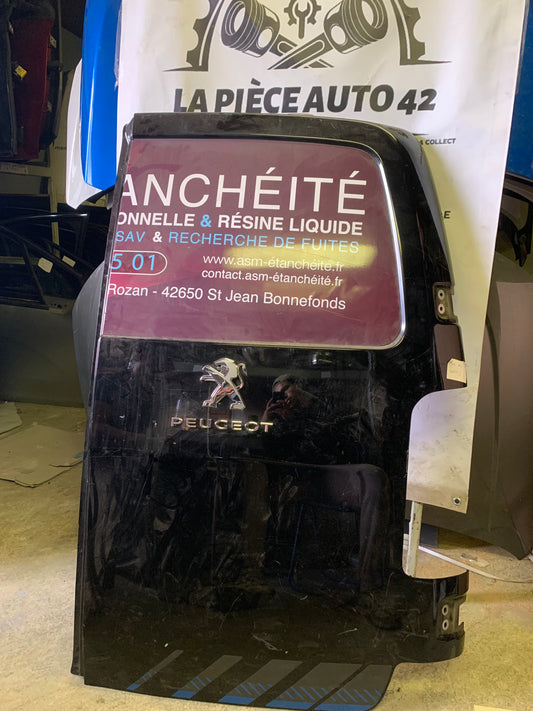 LA PIÈCE AUTO 42
ANCHÉITÉ
ONNELLE & RÉSINE LIQUIDE
SAV & RECHERCHE DE FUITES
5 01
www.asm-étanchéité.fr
contact.asm-étanchéité.fr
Rozan - 42650 St Jean Bonnefonds
PEUGEOT